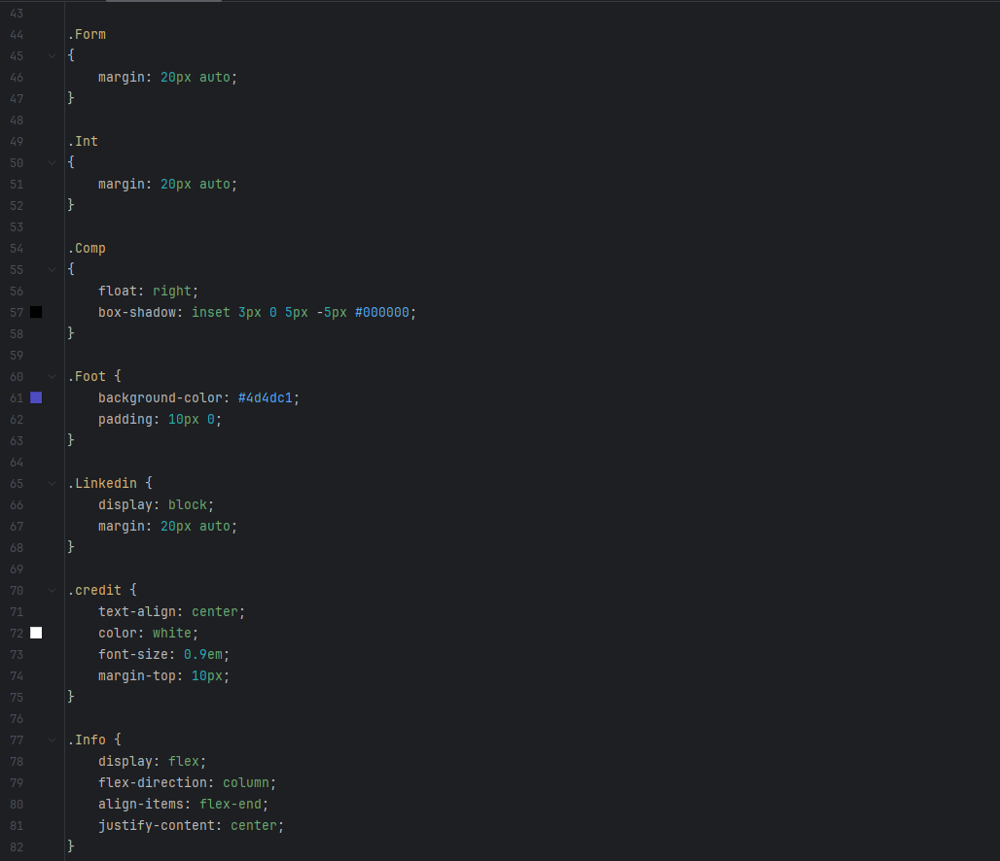 43
44 .Form
45 {
46     margin: 20px auto;
47 }
48
49 .Int
50 {
51     margin: 20px auto;
52 }
53
54 .Comp
55 {
56     float: right;
57     box-shadow: inset 3px 0 5px -5px #000000;
58 }
59
60 .Foot {
61     background-color: #4d4dc1;
62     padding: 10px 0;
63 }
64
65 .Linkedin {
66     display: block;
67     margin: 20px auto;
68 }
69
70 .credit {
71     text-align: center;
72     color: white;
73     font-size: 0.9em;
74     margin-top: 10px;
75 }
76
77 .Info {
78     display: flex;
79     flex-direction: column;
80     align-items: flex-end;
81     justify-content: center;
82 }